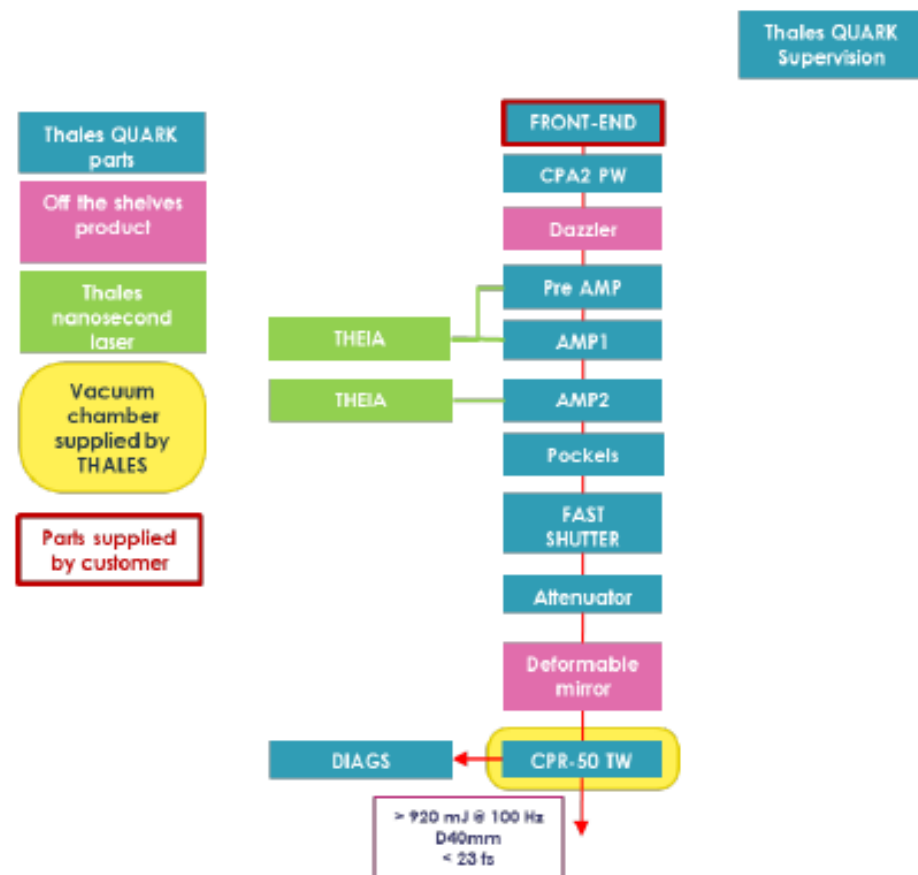 Thales QUARK
Supervision
Thales QUARK
parts
Off the shelves
product
Thales
nanosecond
laser
Vacuum
chamber
supplied by
THALES
Parts supplied
by customer
FRONT-END
CPA2 PW
Dazzler
Pre AMP
THEIA
AMP1
THEIA
AMP2
Pockels
FAST
SHUTTER
Attenuator
Deformable
mirror
DIAGS
CPR-50 TW
> 920 mJ @ 100 Hz
D40mm
< 23 fs